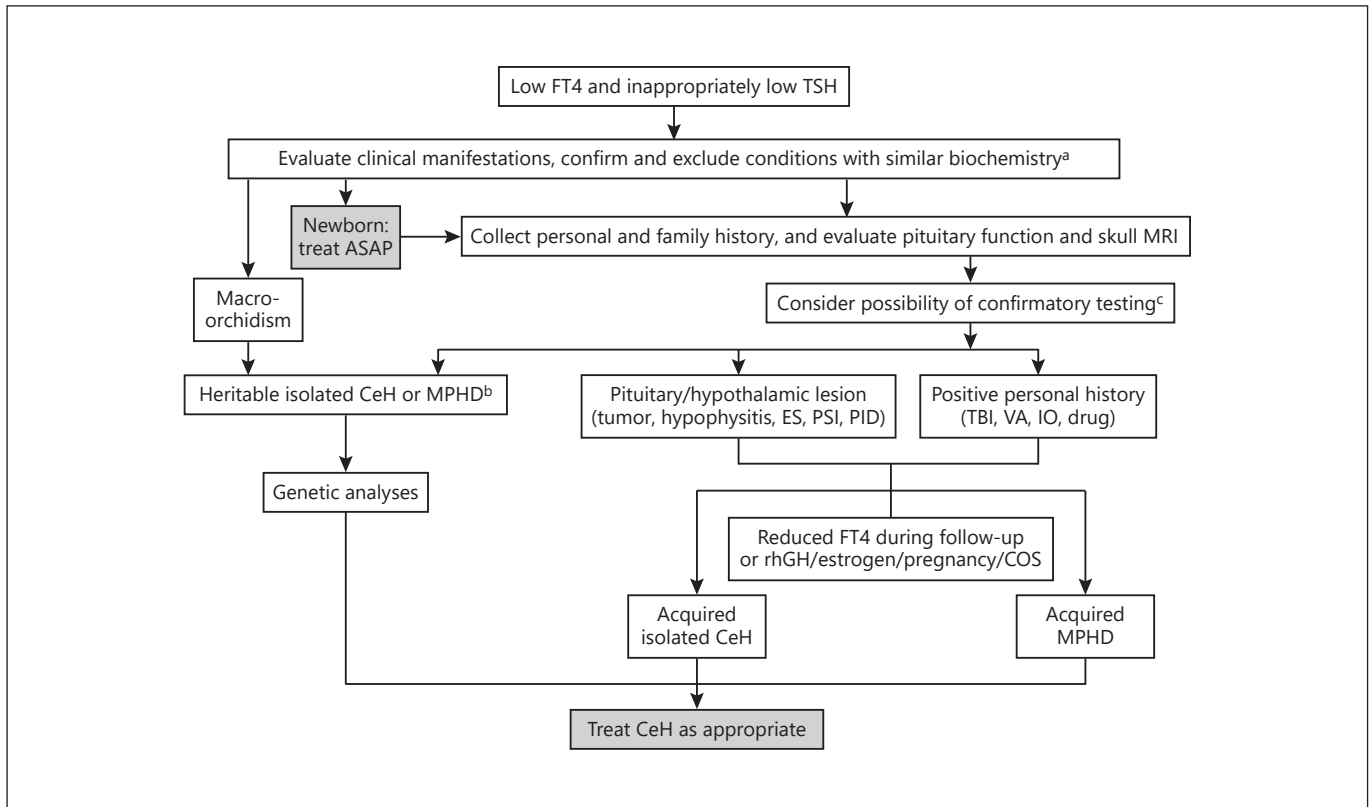 Low FT4 and inappropriately low TSH
Evaluate clinical manifestations, confirm and exclude conditions with similar biochemistryᵃ
Newborn:
treat ASAP
Collect personal and family history, and evaluate pituitary function and skull MRI
Macro-
orchidism
Consider possibility of confirmatory testingᶜ
Heritable isolated CeH or MPHDᵇ
Pituitary/hypothalamic lesion
(tumor, hypophysitis, ES, PSI, PID)
Positive personal history
(TBI, VA, IO, drug)
Genetic analyses
Reduced FT4 during follow-up
or rhGH/estrogen/pregnancy/COS
Acquired
isolated CeH
Acquired
MPHD
Treat CeH as appropriate